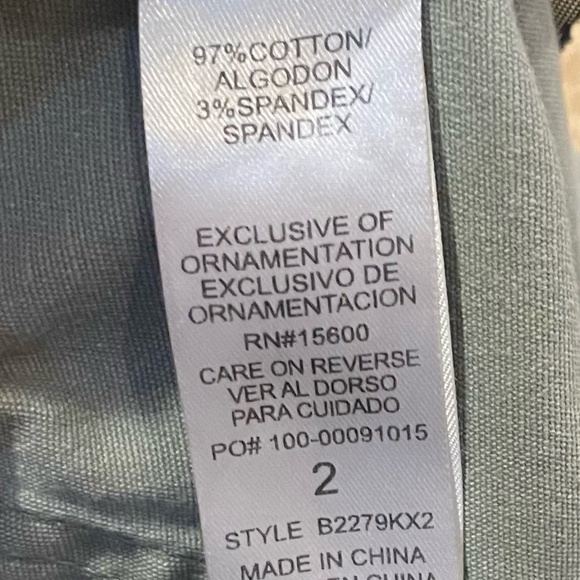 97%COTTON/
ALGODON
3%SPANDEX/
SPANDEX
EXCLUSIVE OF
ORNAMENTATION
EXCLUSIVO DE
ORNAMENTACION
RN#15600
CARE ON REVERSE
VER AL DORSO
PARA CUIDADO
PO# 100-00091015
2
STYLE B2279KX2
MADE IN CHINA